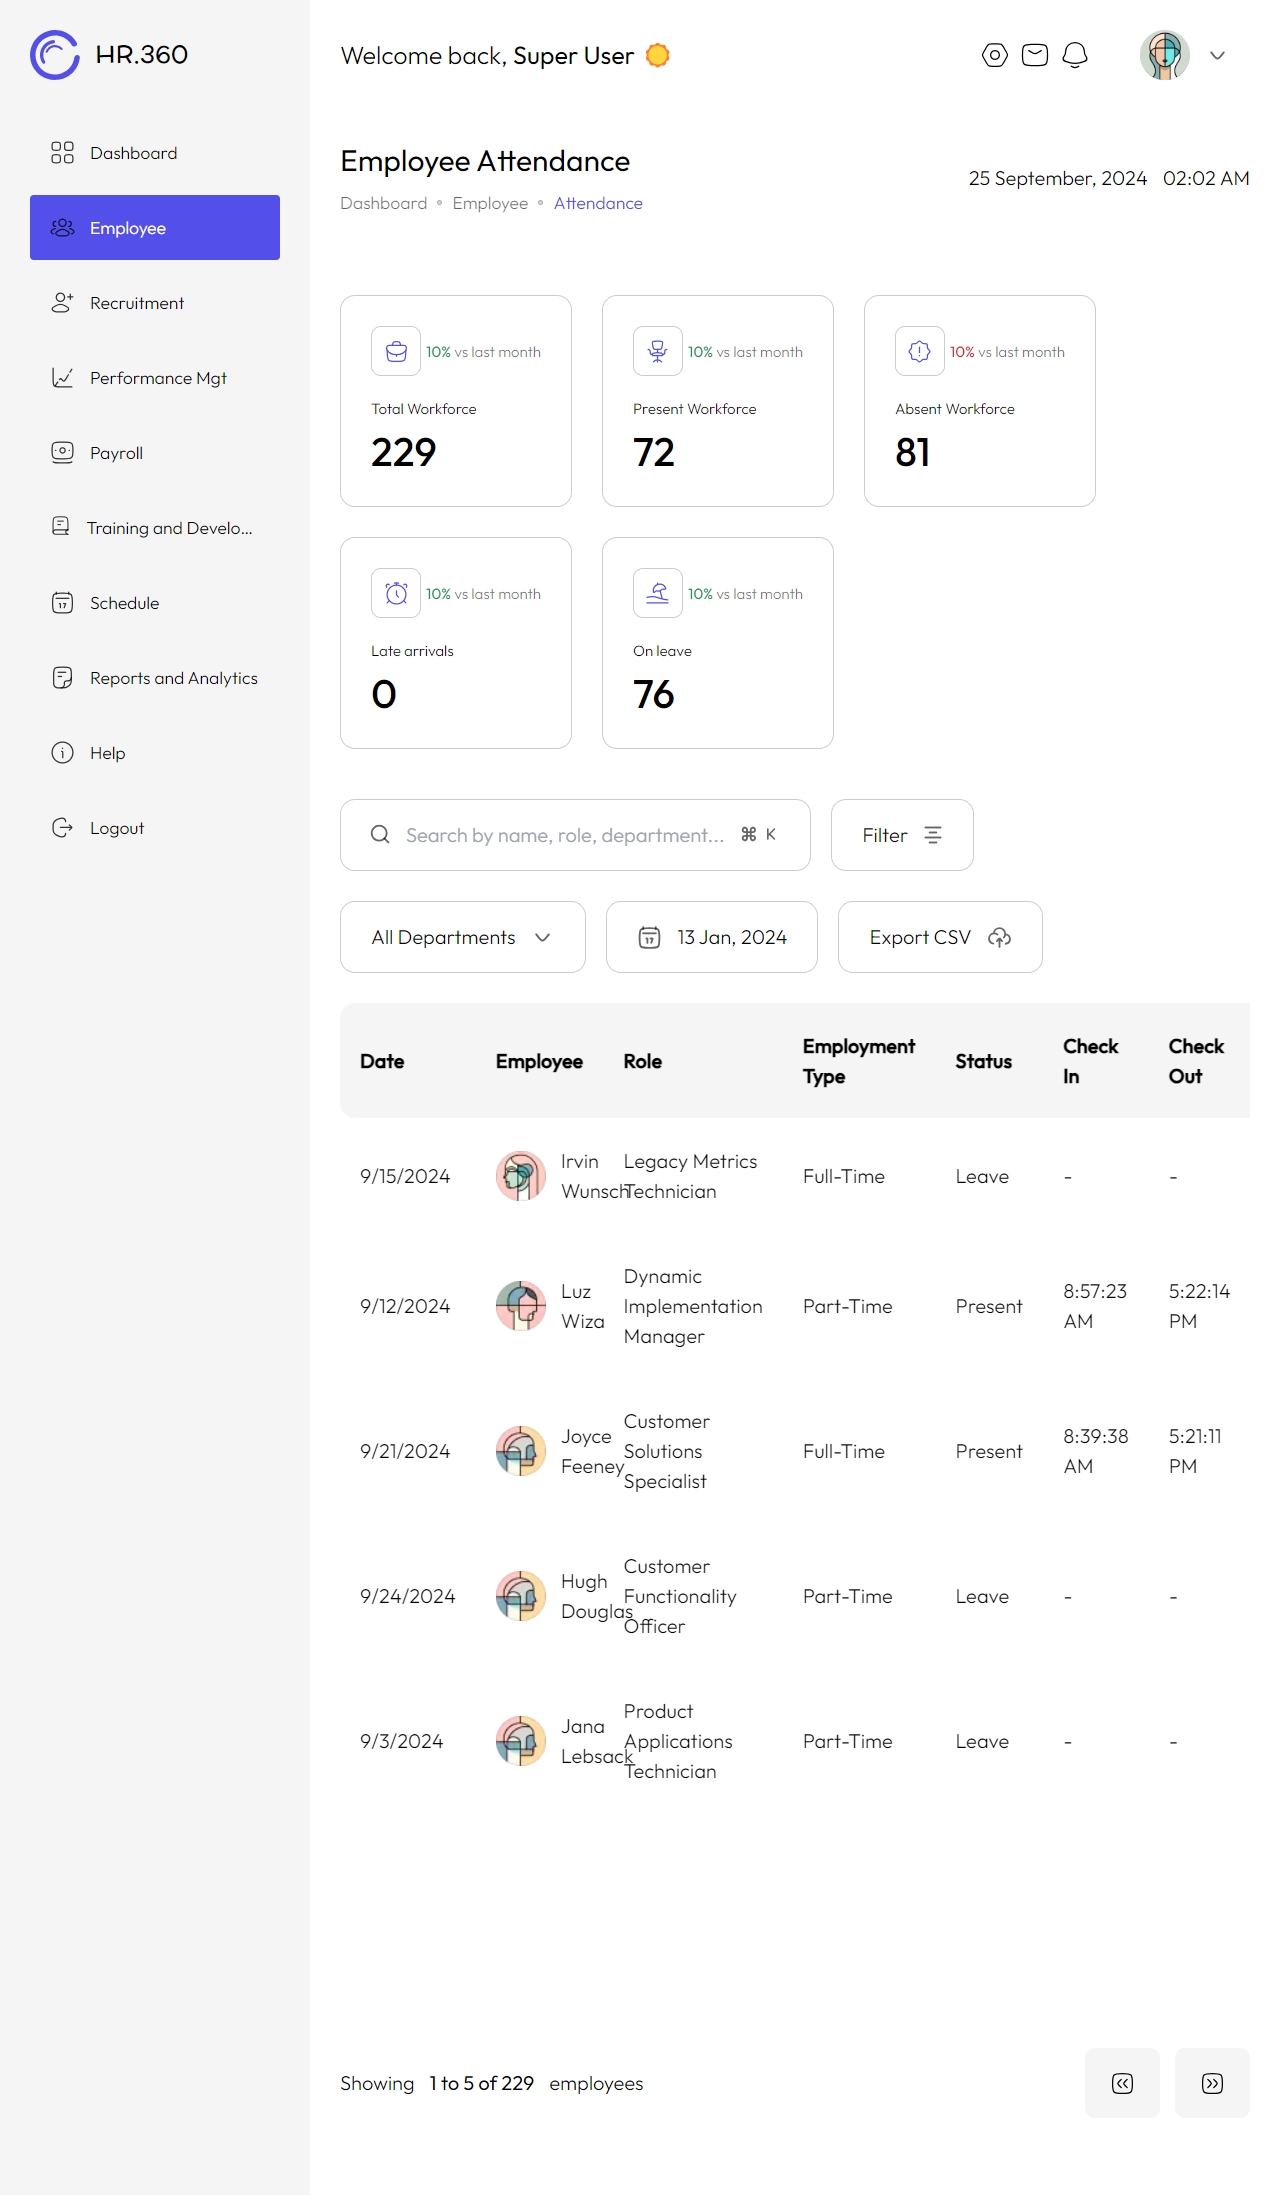 HR.360
Dashboard
Employee
Recruitment
Performance Mgt
Payroll
Training and Develo...
Schedule
Reports and Analytics
Help
Logout
Welcome back, Super User
Employee Attendance
Dashboard Employee Attendance
25 September, 2024 02:02 AM
10% vs last month
Total Workforce
229
10% vs last month
Present Workforce
72
10% vs last month
Absent Workforce
81
10% vs last month
Late arrivals
0
10% vs last month
On leave
76
Search by name, role, department... ⌘ K
Filter
All Departments
17
13 Jan, 2024
Export CSV
Date
Employee
Role
Employment
Type
Status
Check
In
Check
Out
9/15/2024
Irvin
Wunsch
Legacy Metrics
Technician
Full-Time
Leave
-
-
9/12/2024
Luz
Wiza
Dynamic
Implementation
Manager
Part-Time
Present
8:57:23
AM
5:22:14
PM
9/21/2024
Joyce
Feeney
Customer
Solutions
Specialist
Full-Time
Present
8:39:38
AM
5:21:11
PM
9/24/2024
Hugh
Douglas
Customer
Functionality
Officer
Part-Time
Leave
-
-
9/3/2024
Jana
Lebsack
Product
Applications
Technician
Part-Time
Leave
-
-
Showing 1 to 5 of 229 employees